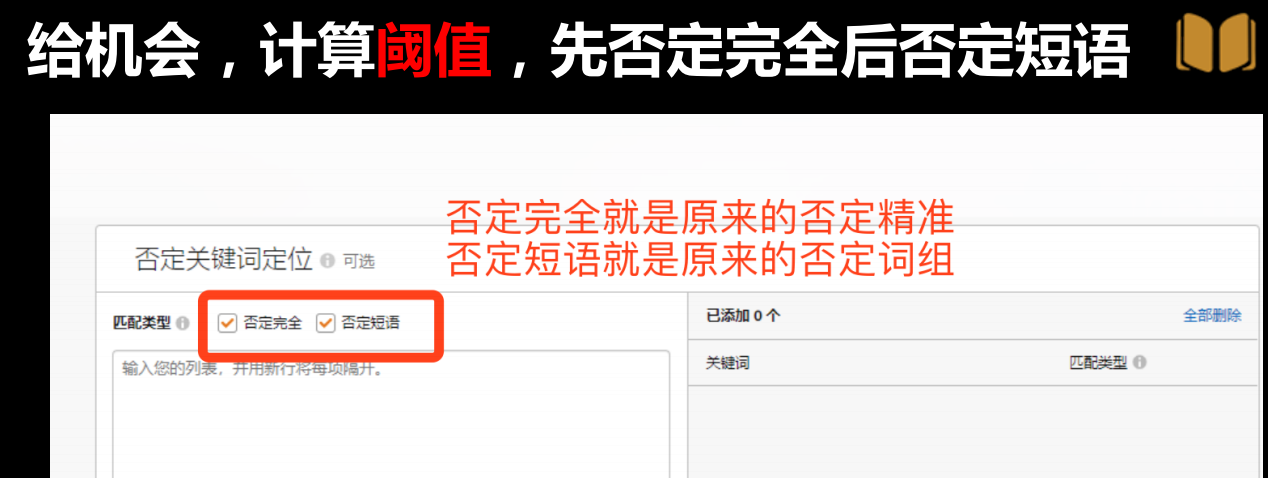 给机会，计算阈值，先否定完全后否定短语
否定完全就是原来的否定精准
否定关键词定位 可选
否定短语就是原来的否定词组
匹配类型 否定完全 否定短语
已添加 0 个 全部删除
输入您的列表，并用新行将每项隔开。
关键词 匹配类型